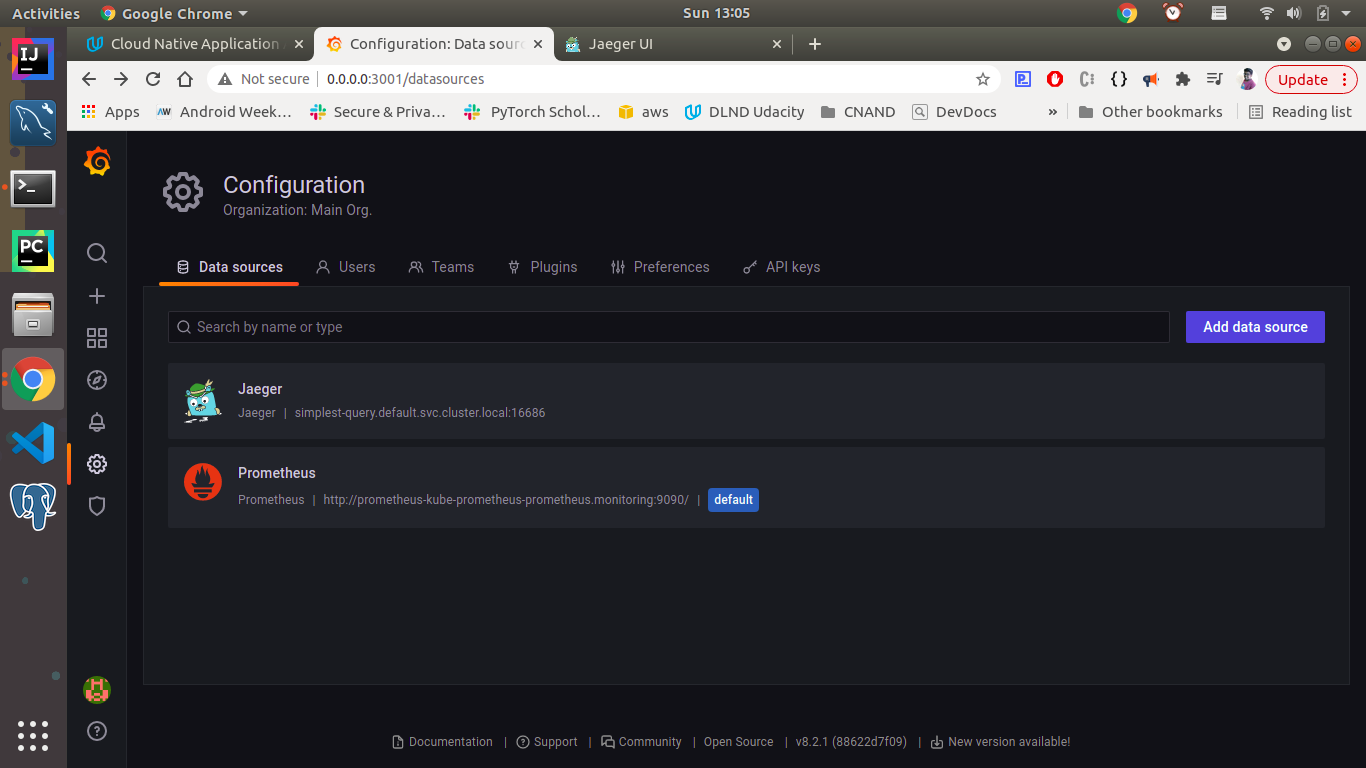 Activities Google Chrome Sun 13:05
Cloud Native Application Configuration: Data sour Jaeger UI
Not secure 0.0.0.0:3001/datasources Update
Apps Android Week… Secure & Priva… PyTorch Schol… aws DLND Udacity CNAND DevDocs » Other bookmarks Reading list
Configuration
Organization: Main Org.
Data sources Users Teams Plugins Preferences API keys
Search by name or type Add data source
Jaeger
Jaeger | simplest-query.default.svc.cluster.local:16686
Prometheus
Prometheus | http://prometheus-kube-prometheus-prometheus.monitoring:9090/ | default
Documentation | Support | Community | Open Source | v8.2.1 (88622d7f09) | New version available!